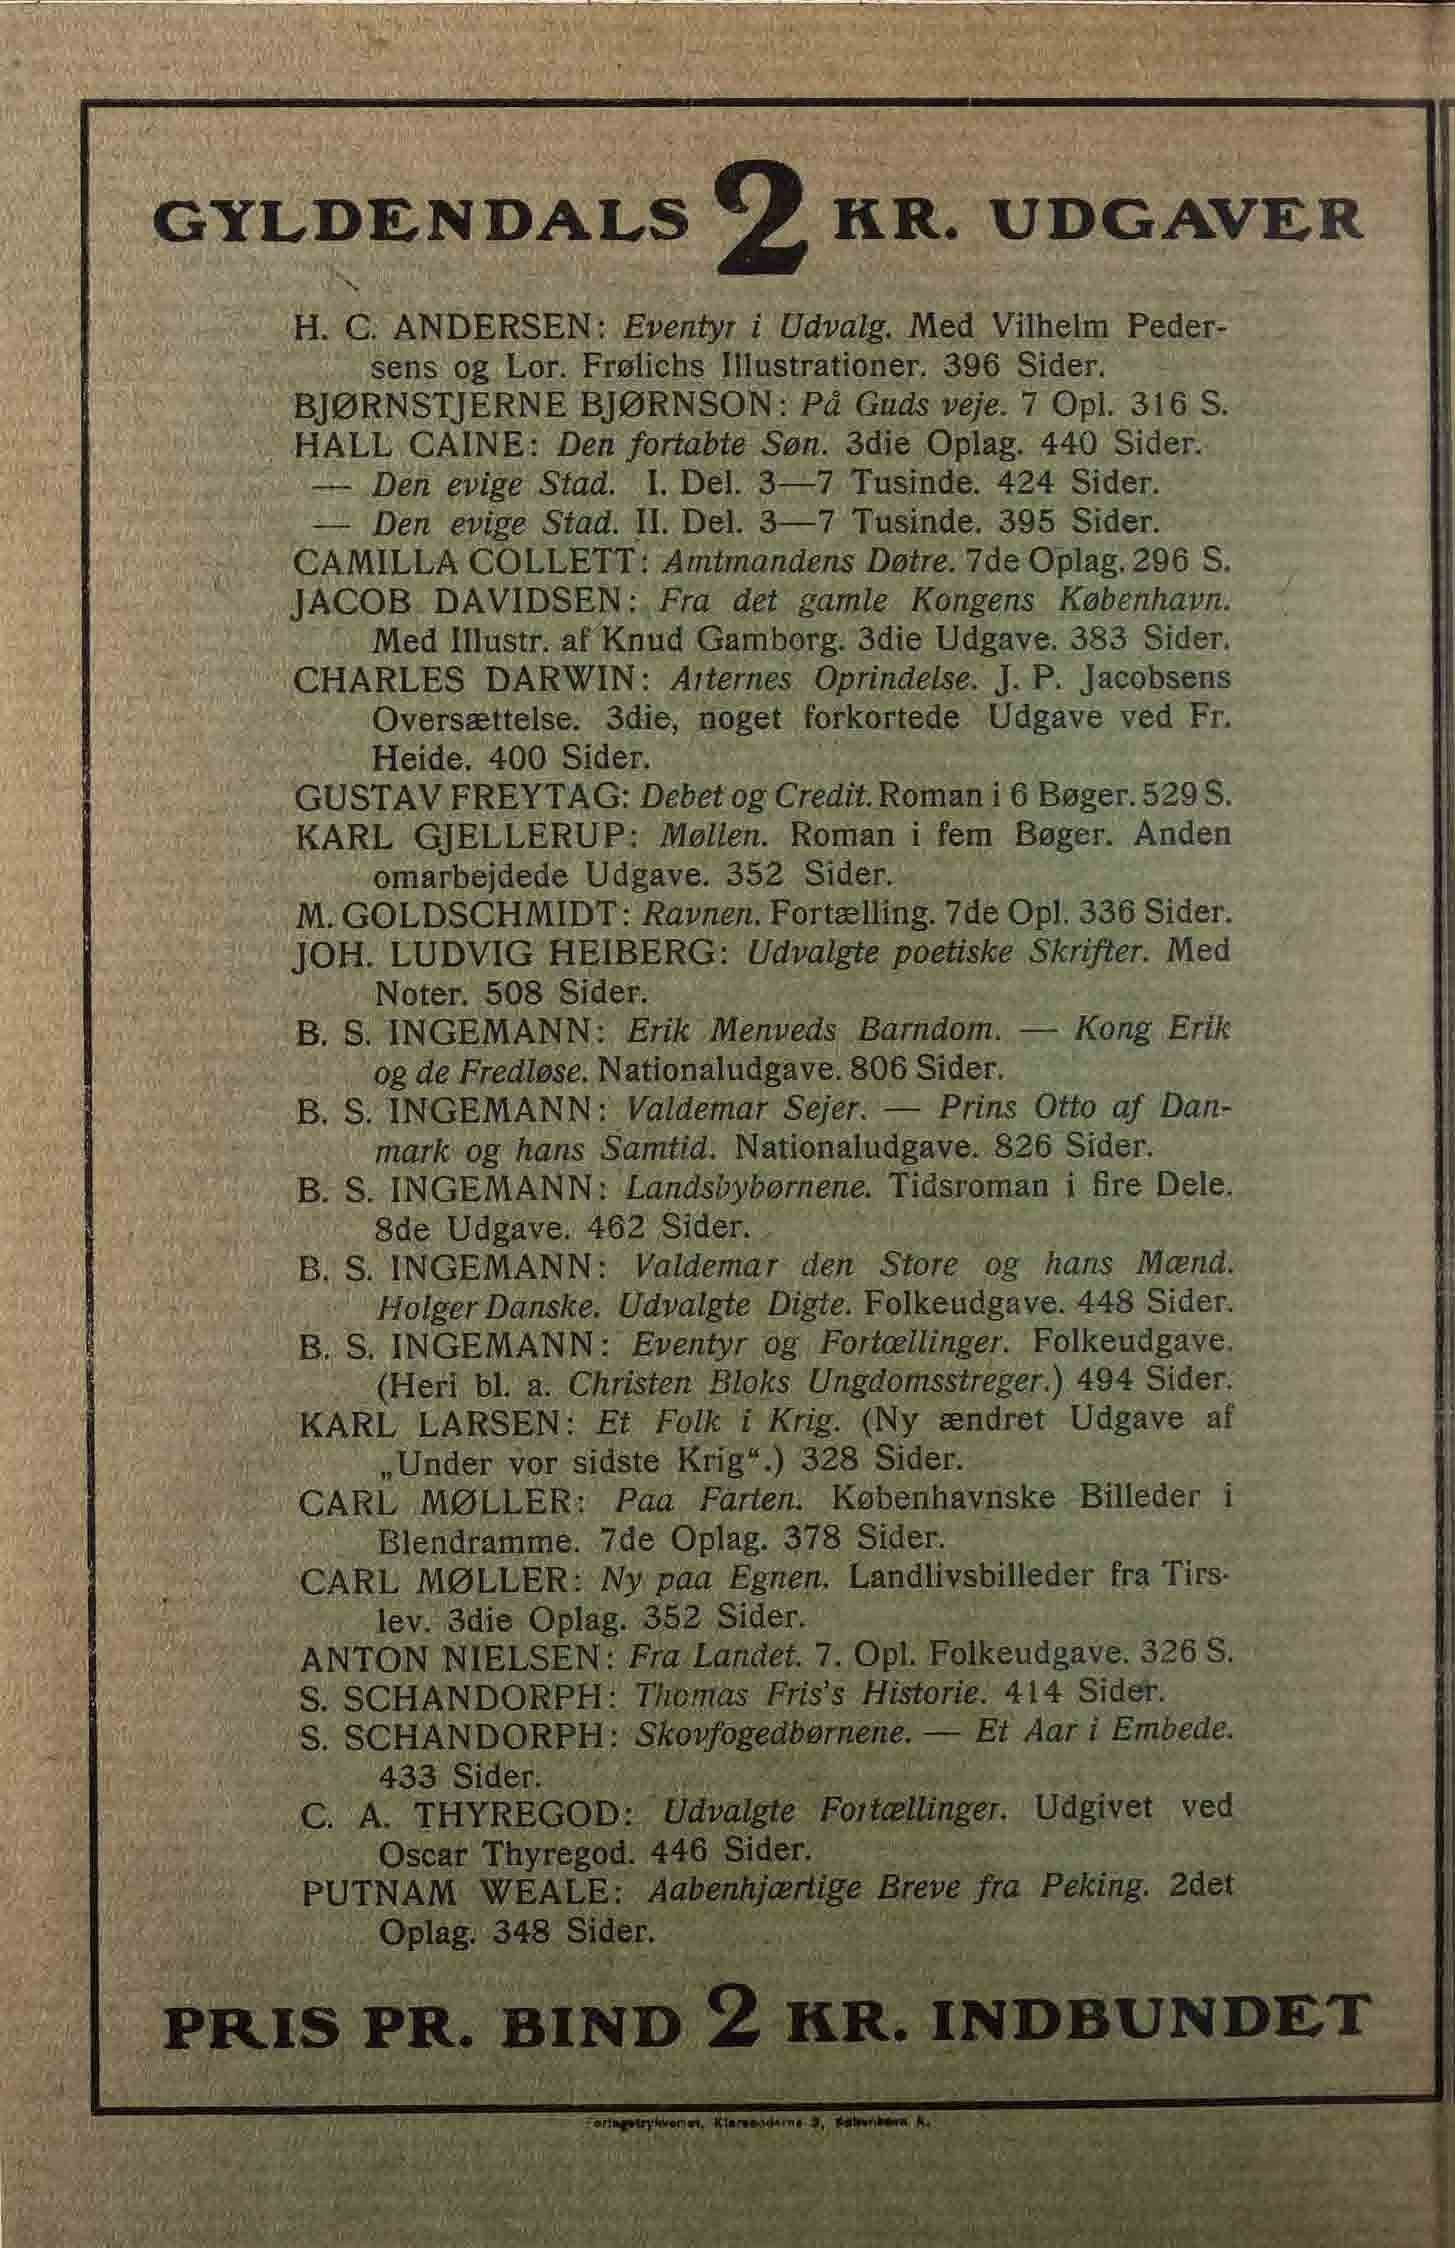 GYLDENDALS 2 KR. UDGAVER
H. C. ANDERSEN: Eventyr i Udvalg. Med Vilhelm Peder-
sens og Lor. Frølichs Illustrationer. 396 Sider.
BJØRNSTJERNE BJØRNSON: På Guds veje. 7 Opl. 316 S.
HALL CAINE: Den fortabte Søn. 3die Oplag. 440 Sider.
— Den evige Stad. I. Del. 3—7 Tusinde. 424 Sider.
— Den evige Stad. II. Del. 3—7 Tusinde. 395 Sider.
CAMILLA COLLETT: Amtmandens Døtre. 7de Oplag. 296 S.
JACOB DAVIDSEN: Fra det gamle Kongens København.
Med Illustr. af Knud Gamborg. 3die Udgave. 383 Sider.
CHARLES DARWIN: Arternes Oprindelse. J. P. Jacobsens
Oversættelse. 3die, noget forkortede Udgave ved Fr.
Heide. 400 Sider.
GUSTAV FREYTAG: Debet og Credit. Roman i 6 Bøger. 529 S.
KARL GJELLERUP: Møllen. Roman i fem Bøger. Anden
omarbejdede Udgave. 352 Sider.
M. GOLDSCHMIDT: Ravnen. Fortælling. 7de Opl. 336 Sider.
JOH. LUDVIG HEIBERG: Udvalgte poetiske Skrifter. Med
Noter. 508 Sider.
B. S. INGEMANN: Erik Menveds Barndom. — Kong Erik
og de Fredløse. Nationaludgave. 806 Sider.
B. S. INGEMANN: Valdemar Sejer. — Prins Otto af Dan-
mark og hans Samtid. Nationaludgave. 826 Sider.
B. S. INGEMANN: Landsbybørnene. Tidsroman i fire Dele.
8de Udgave. 462 Sider.
B. S. INGEMANN: Valdemar den Store og hans Mænd.
Holger Danske. Udvalgte Digte. Folkeudgave. 448 Sider.
B. S. INGEMANN: Eventyr og Fortællinger. Folkeudgave.
(Heri bl. a. Christen Bloks Ungdomsstreger.) 494 Sider.
KARL LARSEN: Et Folk i Krig. (Ny ændret Udgave af
„Under vor sidste Krig“.) 328 Sider.
CARL MØLLER: Paa Farten. Københavnske Billeder i
Blendramme. 7de Oplag. 378 Sider.
CARL MØLLER: Ny paa Egnen. Landlivsbilleder fra Tirs-
lev. 3die Oplag. 352 Sider.
ANTON NIELSEN: Fra Landet. 7. Opl. Folkeudgave. 326 S.
S. SCHANDORPH: Thomas Fris's Historie. 414 Sider.
S. SCHANDORPH: Skovfogedbørnene. — Et Aar i Embede.
433 Sider.
C. A. THYREGOD: Udvalgte Fortællinger. Udgivet ved
Oscar Thyregod. 446 Sider.
PUTNAM WEALE: Aabenhjærtige Breve fra Peking. 2det
Oplag. 348 Sider.
PRIS PR. BIND 2 KR. INDBUNDET
København K.